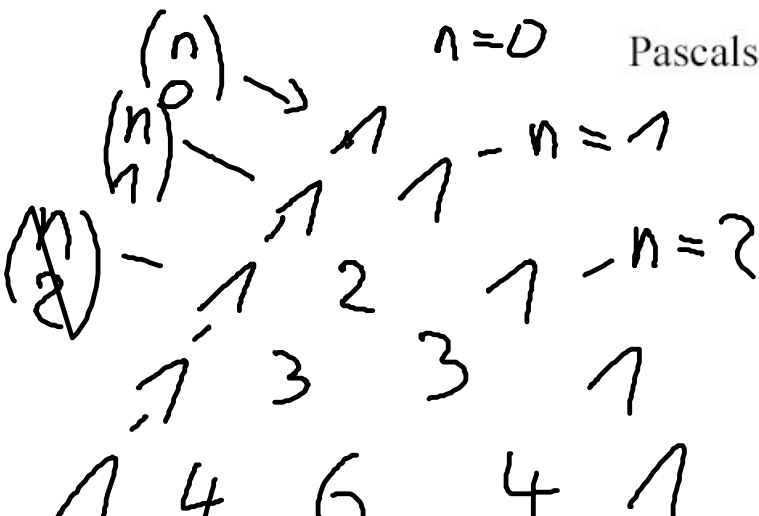 (n 0) n=0 Pascals
1
(n 1) 1 1 - n = 1
(n 2) 1 2 1 - n = 2
1 3 3 1
1 4 6 4 1